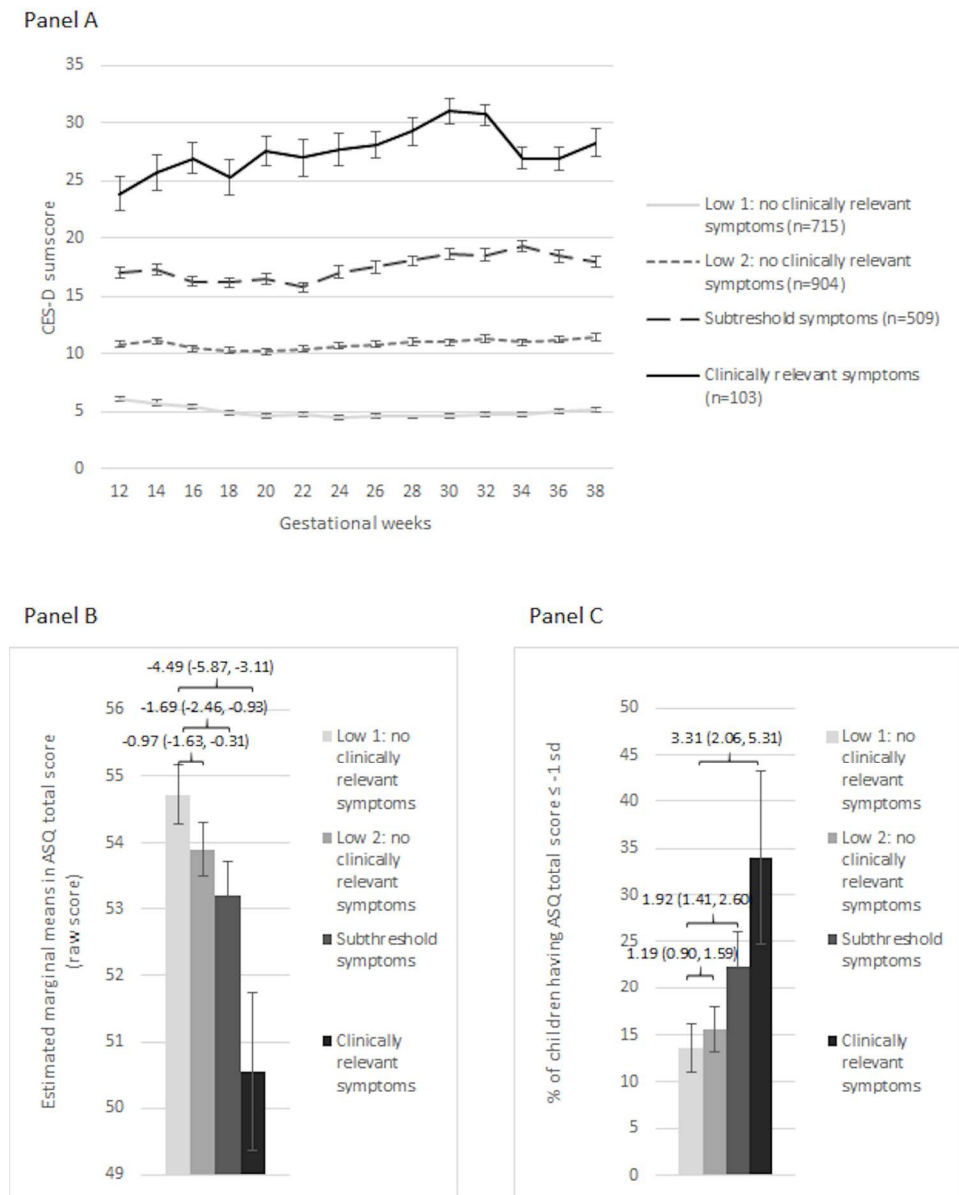 Panel A
CES-D sumscore
35
30
25
20
15
10
5
0
12 14 16 18 20 22 24 26 28 30 32 34 36 38
Gestational weeks
Low 1: no clinically relevant
symptoms (n=715)
Low 2: no clinically relevant
symptoms (n=904)
Subtreshold symptoms (n=509)
Clinically relevant symptoms
(n=103)
Panel B
Estimated marginal means in ASQ total score
(raw score)
56
55
54
53
52
51
50
49
-4.49 (-5.87, -3.11)
-1.69 (-2.46, -0.93)
-0.97 (-1.63, -0.31)
Low 1: no
clinically
relevant
symptoms
Low 2: no
clinically
relevant
symptoms
Subthreshold
symptoms
Clinically
relevant
symptoms
Panel C
% of children having ASQ total score ≤ -1 sd
50
45
40
35
30
25
20
15
10
5
0
3.31 (2.06, 5.31)
1.92 (1.41, 2.60
1.19 (0.90, 1.59)
Low 1: no
clinically
relevant
symptoms
Low 2: no
clinically
relevant
symptoms
Subthreshold
symptoms
Clinically
relevant
symptoms